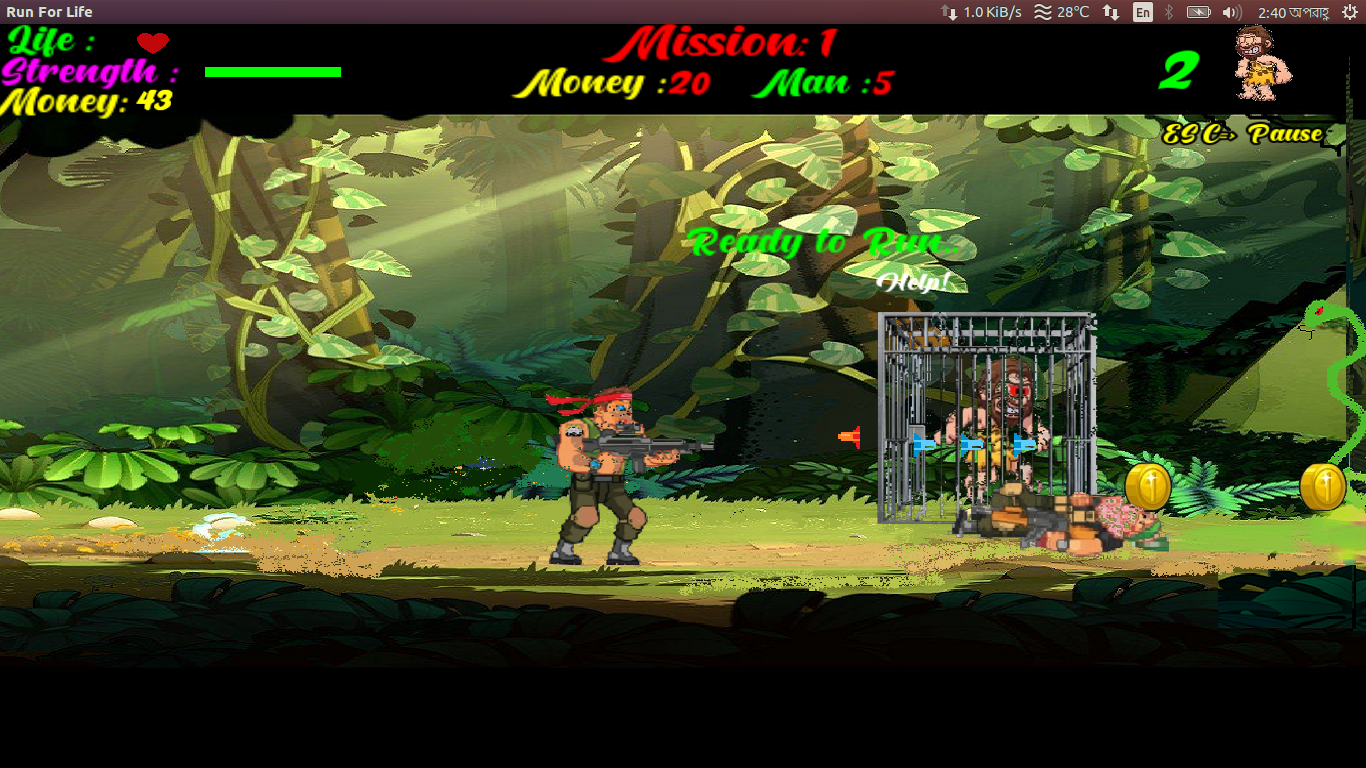 Run For Life
1.0 KiB/s 28°C En 2:40 অপরাহ্ণ
Life :
Strength :
Money: 43
Mission: 1
Money :20 Man :5
2
ESC=> Pause
Ready to Run..
Help!